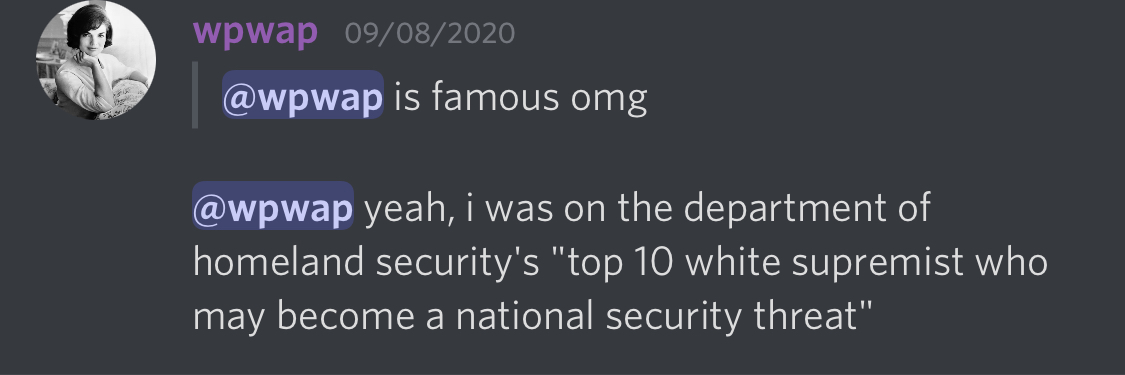 wpwap 09/08/2020
@wpwap is famous omg
@wpwap yeah, i was on the department of
homeland security's "top 10 white supremist who
may become a national security threat"